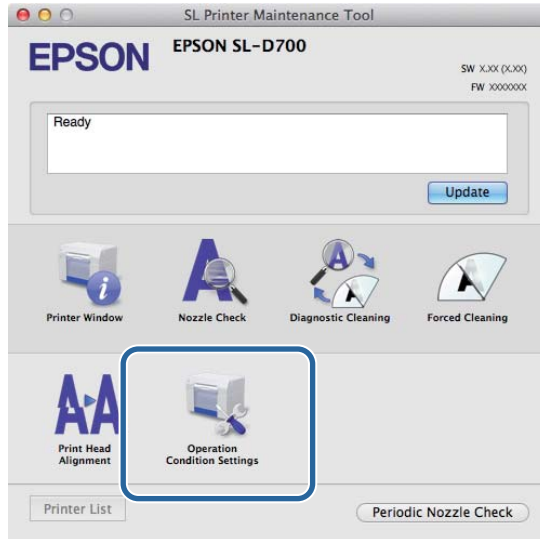 SL Printer Maintenance Tool
EPSON
EPSON SL-D700
SW X.XX (X.XX)
FW XXXXXXX
Ready
Update
Printer Window
Nozzle Check
Diagnostic Cleaning
Forced Cleaning
Print Head
Alignment
Operation
Condition Settings
Printer List
Periodic Nozzle Check